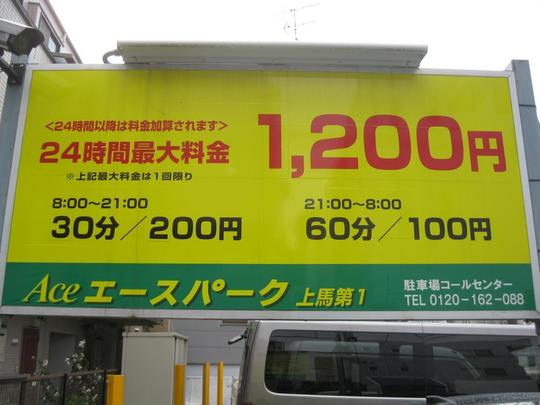 <24時間以降は料金加算されます>
24時間最大料金 1,200円
※上記最大料金は1回限り
8:00～21:00 21:00～8:00
30分／200円 60分／100円
Ace エースパーク 上馬第1
駐車場コールセンター
TEL 0120-162-088